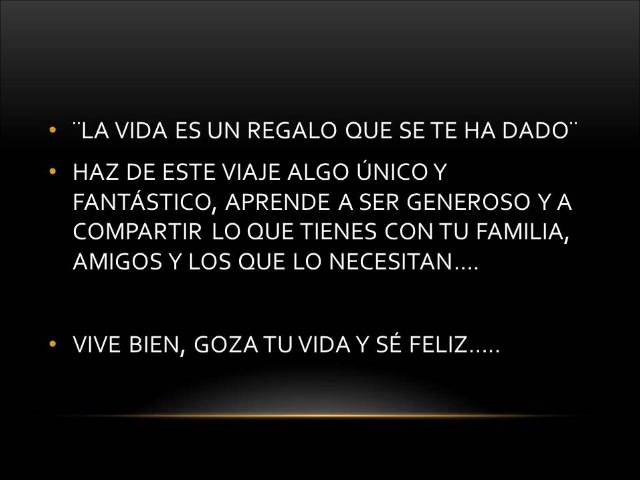 • ¨LA VIDA ES UN REGALO QUE SE TE HA DADO¨
• HAZ DE ESTE VIAJE ALGO ÚNICO Y
FANTÁSTICO, APRENDE A SER GENEROSO Y A
COMPARTIR LO QUE TIENES CON TU FAMILIA,
AMIGOS Y LOS QUE LO NECESITAN....
• VIVE BIEN, GOZA TU VIDA Y SÉ FELIZ.....